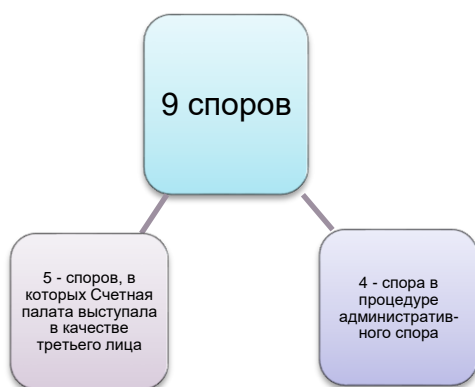 9 споров
5 - споров, в
которых Счетная
палата выступала
в качестве
третьего лица
4 - спора в
процедуре
административ-
ного спора